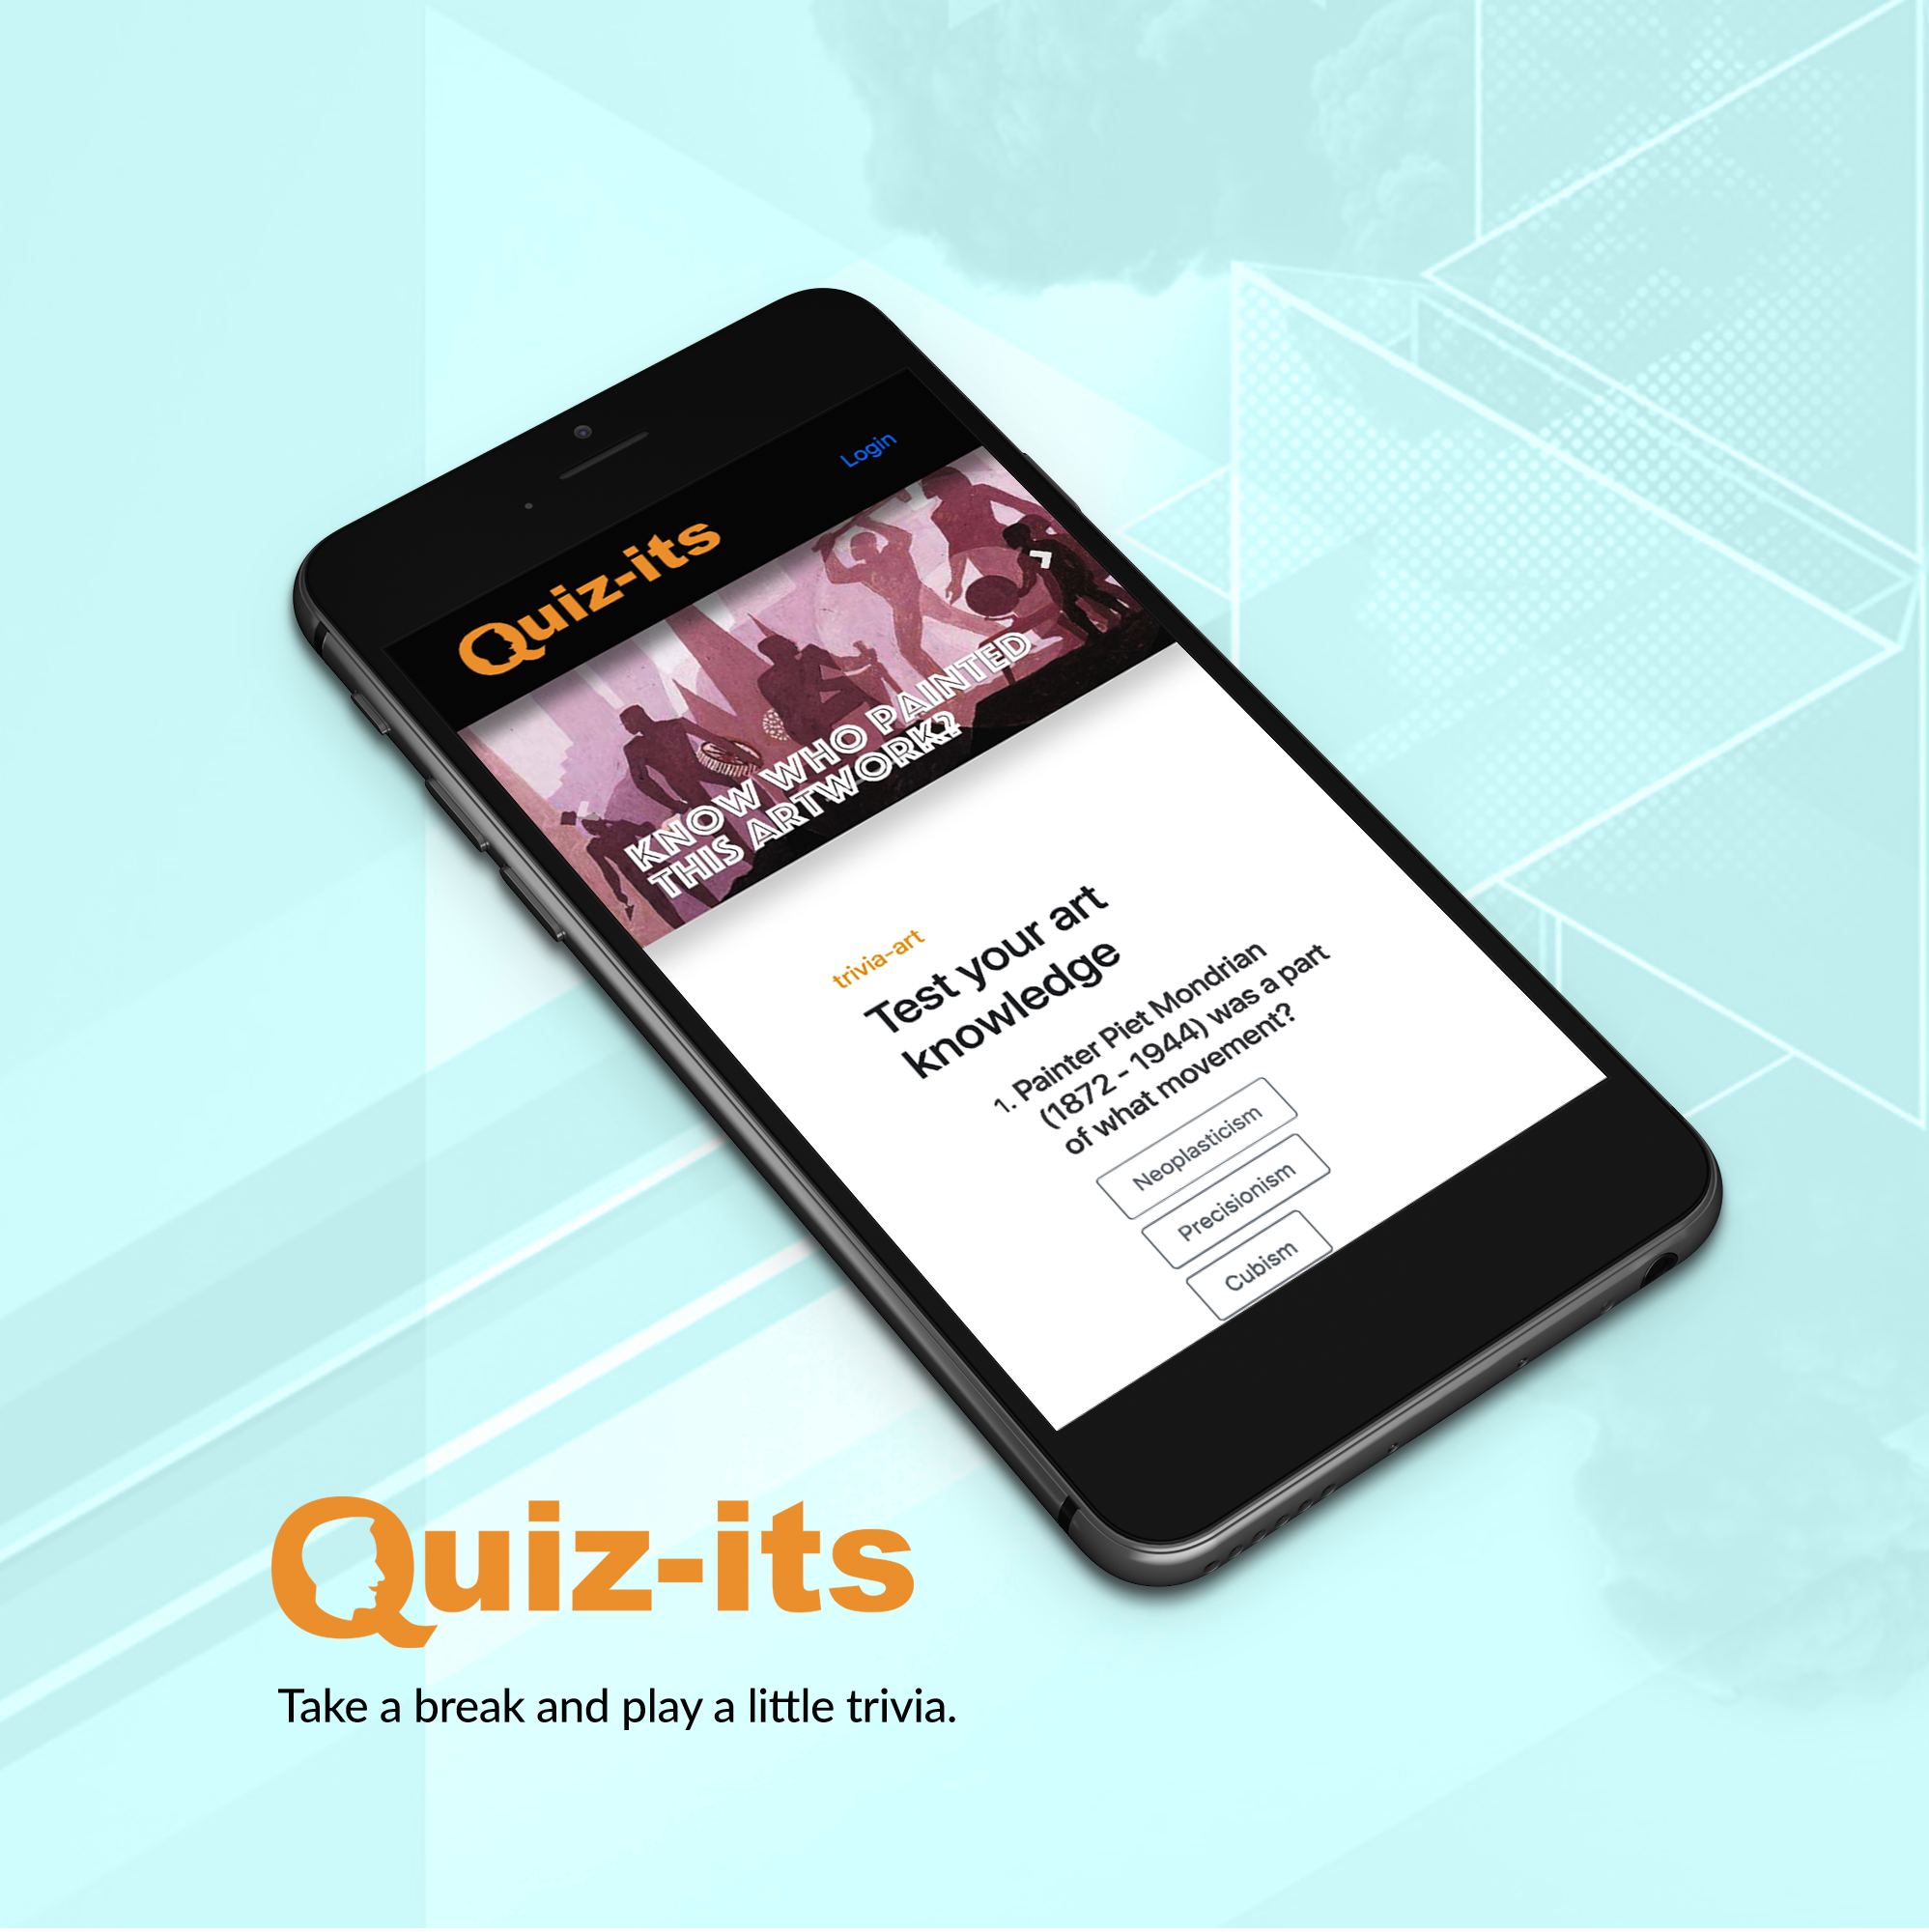 Login
Quiz-its
KNOW WHO PAINTED
THIS ARTWORK?
trivia-art
Test your art
knowledge
1. Painter Piet Mondrian
(1872 - 1944) was a part
of what movement?
Neoplasticism
Precisionism
Cubism
Quiz-its
Take a break and play a little trivia.